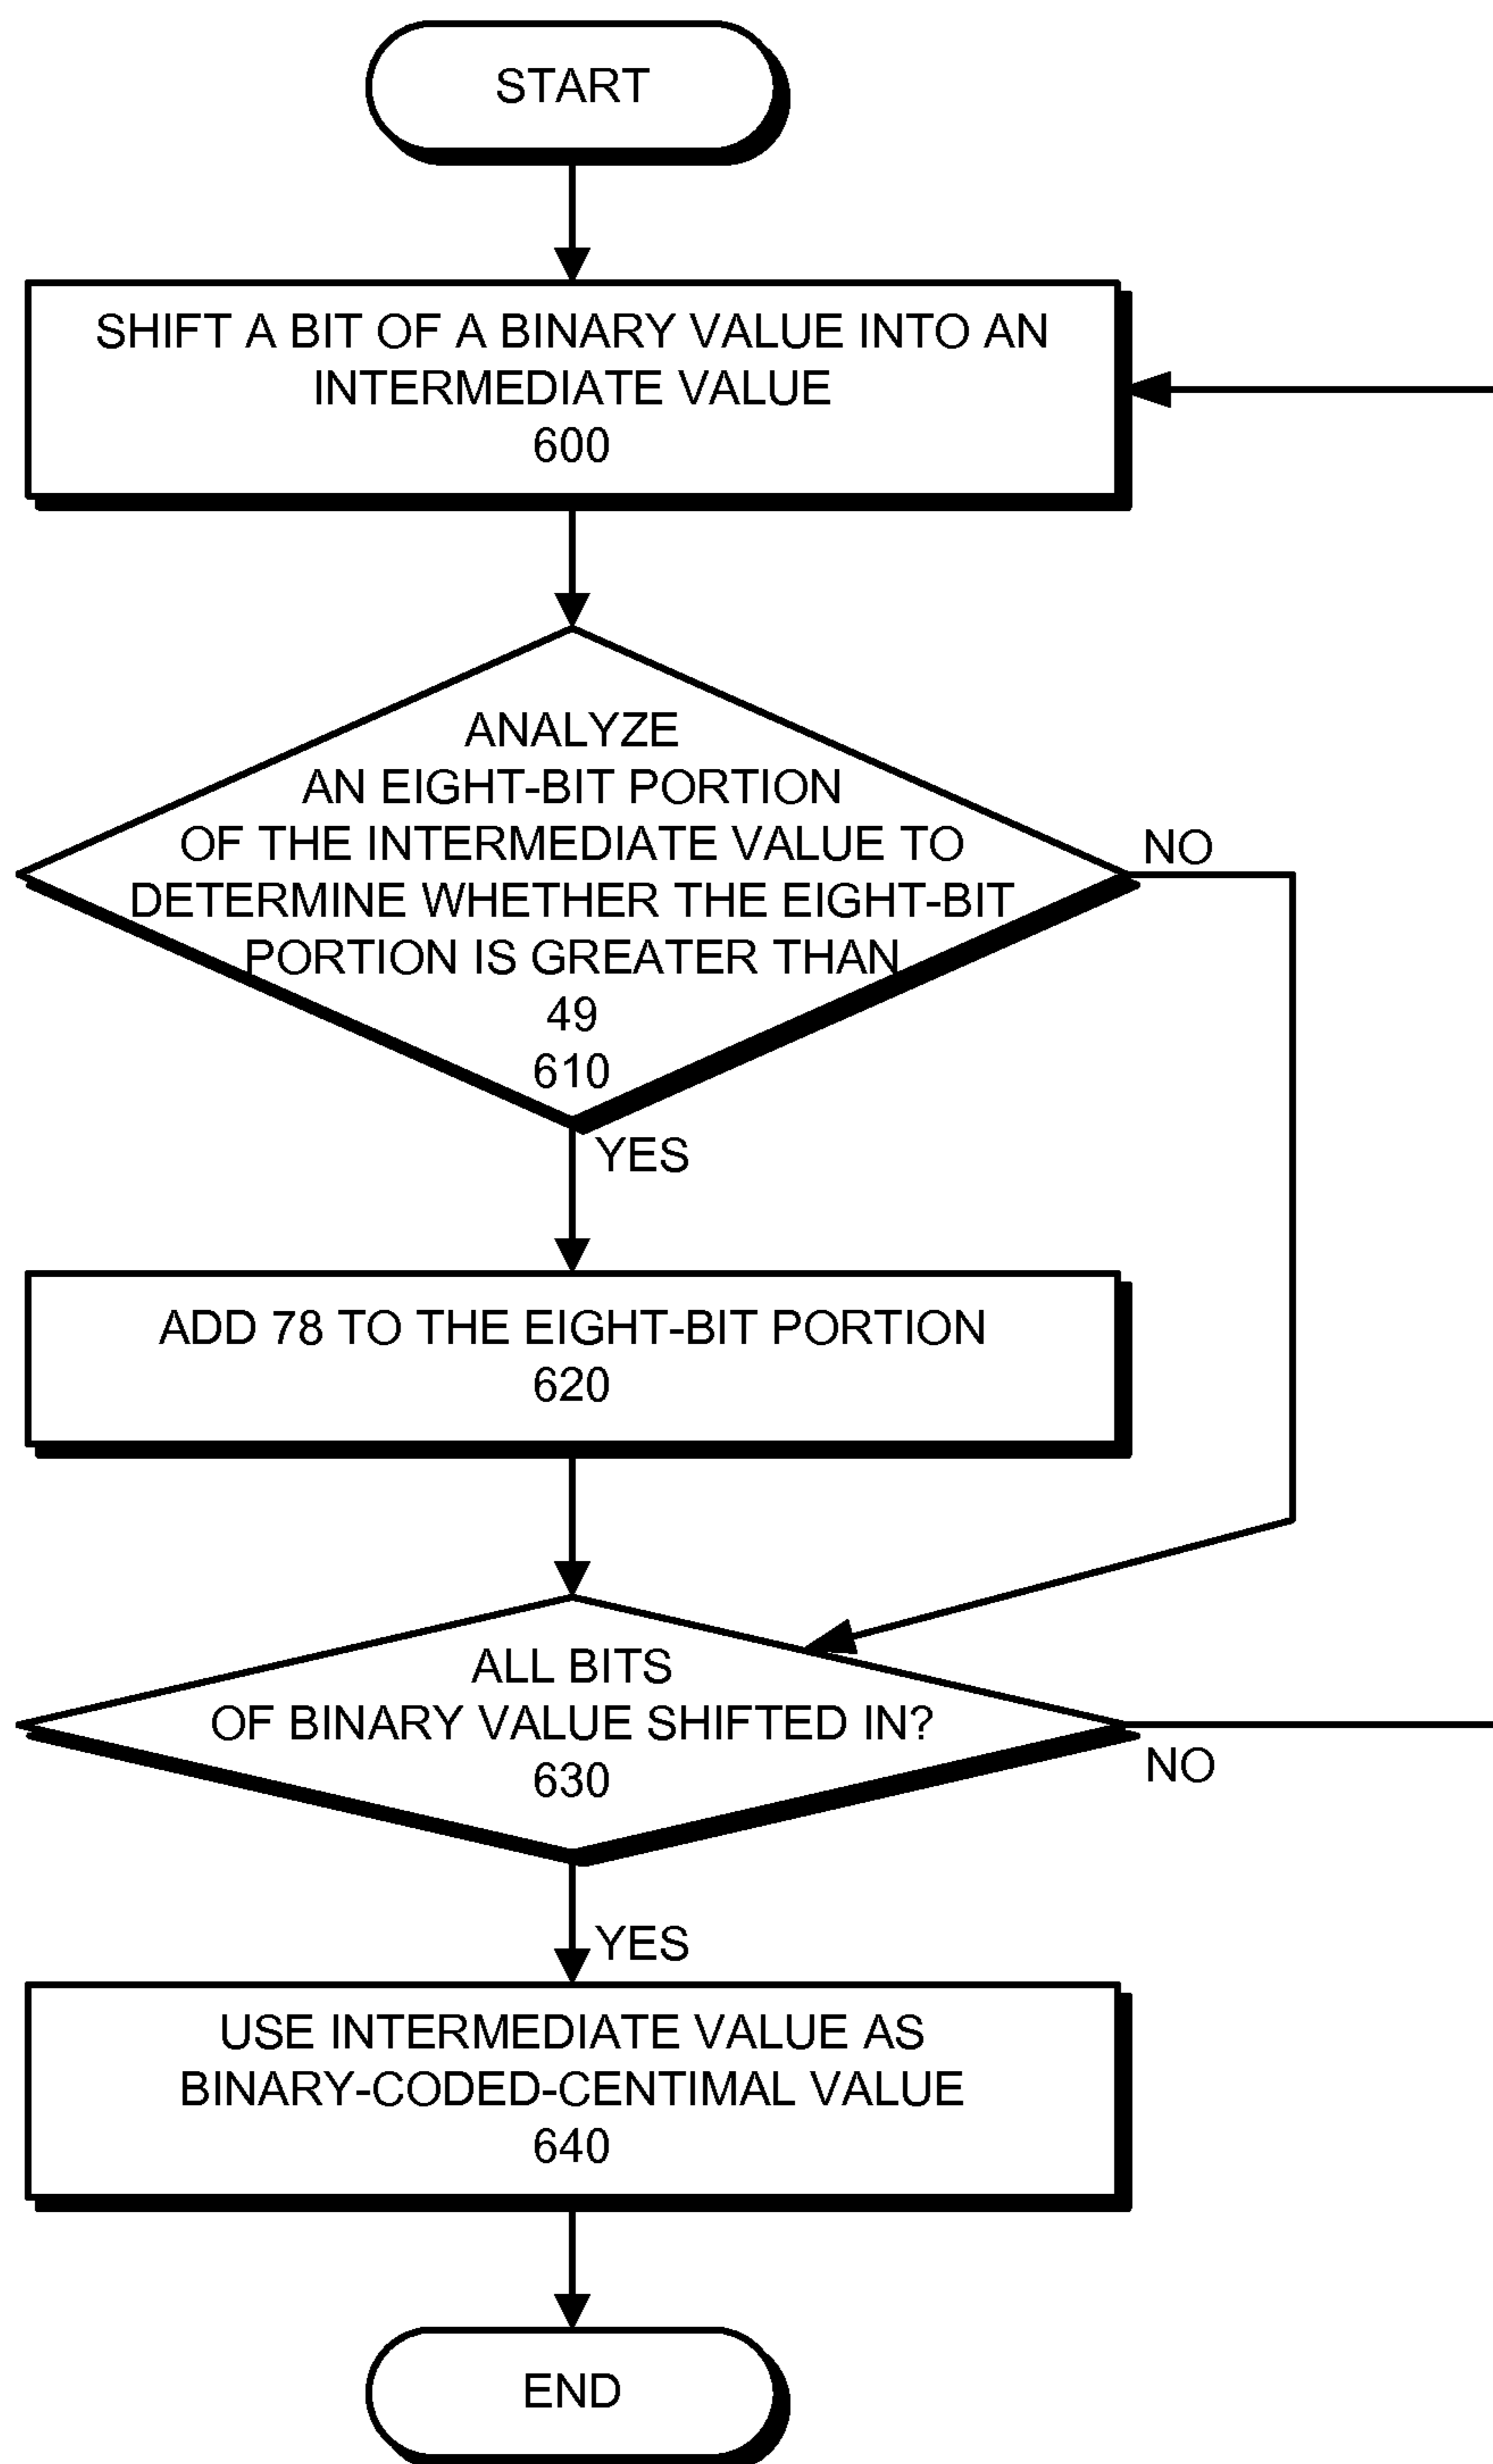 START
SHIFT A BIT OF A BINARY VALUE INTO AN
INTERMEDIATE VALUE
600
ANALYZE
AN EIGHT-BIT PORTION
OF THE INTERMEDIATE VALUE TO
DETERMINE WHETHER THE EIGHT-BIT
PORTION IS GREATER THAN
49
610
NO
YES
ADD 78 TO THE EIGHT-BIT PORTION
620
ALL BITS
OF BINARY VALUE SHIFTED IN?
630
NO
YES
USE INTERMEDIATE VALUE AS
BINARY-CODED-CENTIMAL VALUE
640
END